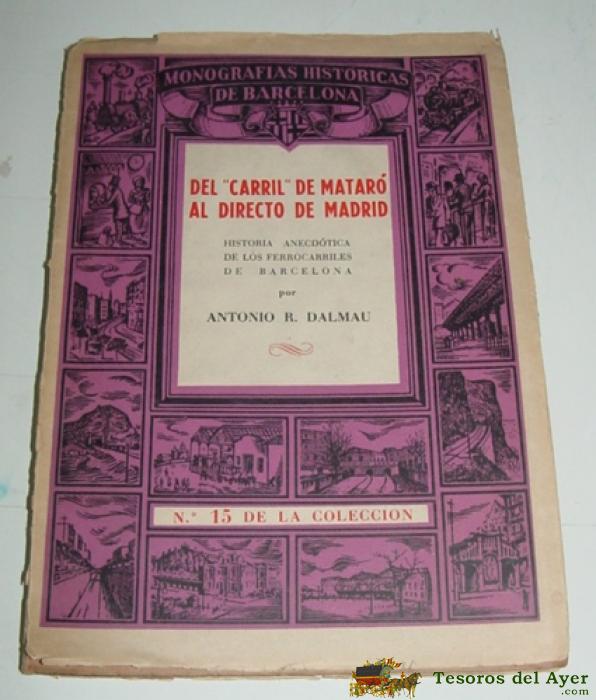 MONOGRAFIAS HISTORICAS
DE BARCELONA
DEL "CARRIL" DE MATARÓ
AL DIRECTO DE MADRID
HISTORIA ANECDÓTICA
DE LOS FERROCARRILES
DE BARCELONA
por
ANTONIO R. DALMAU
N.º 15 DE LA COLECCION
Tesoros del Ayer
.com